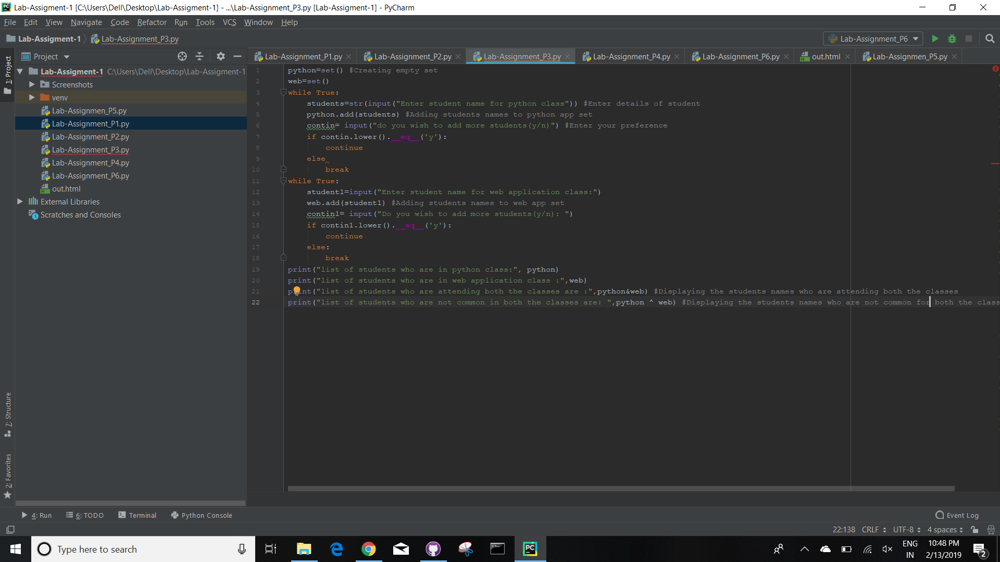 Lab-Assigment-1 [C:\Users\Dell\Desktop\Lab-Assigment-1] - ...\Lab-Assignment_P3.py [Lab-Assigment-1] - PyCharm
File Edit View Navigate Code Refactor Run Tools VCS Window Help
Lab-Assigment-1 Lab-Assignment_P3.py Lab-Assignment_P6
Project
Lab-Assignment_P1.py Lab-Assignment_P2.py Lab-Assignment_P3.py Lab-Assignment_P4.py Lab-Assignment_P6.py out.html Lab-Assignmen_P5.py
1: Project
Lab-Assigment-1 C:\Users\Dell\Desktop\Lab-Assigment-1
Screenshots
venv
Lab-Assignmen_P5.py
Lab-Assignment_P1.py
Lab-Assignment_P2.py
Lab-Assignment_P3.py
Lab-Assignment_P4.py
Lab-Assignment_P6.py
out.html
External Libraries
Scratches and Consoles
7: Structure
2: Favorites
1 python=set() #Creating empty set
2 web=set()
3 while True:
4 students=str(input("Enter student name for python class")) #Enter details of student
5 python.add(students) #Adding students names to python app set
6 contin= input("do you wish to add more students(y/n)") #Enter your preference
7 if contin.lower().__eq__('y'):
8 continue
9 else
10 break
11 while True:
12 student1=input("Enter student name for web application class:")
13 web.add(student1) #Adding students names to web app set
14 contin1= input("Do you wish to add more students(y/n): ")
15 if contin1.lower().__eq__('y'):
16 continue
17 else:
18 break
19 print("list of students who are in python class:", python)
20 print("list of students who are in web application class :",web)
21 print("list of students who are attending both the classes are :",python&web) #Displaying the students names who are attending both the classes
22 print("list of students who are not common in both the classes are: ",python ^ web) #Displaying the students names who are not common for both the class
4: Run 6: TODO Terminal Python Console Event Log
22:138 CRLF UTF-8 4 spaces
Type here to search
PC
ENG
IN
10:48 PM
2/13/2019
2